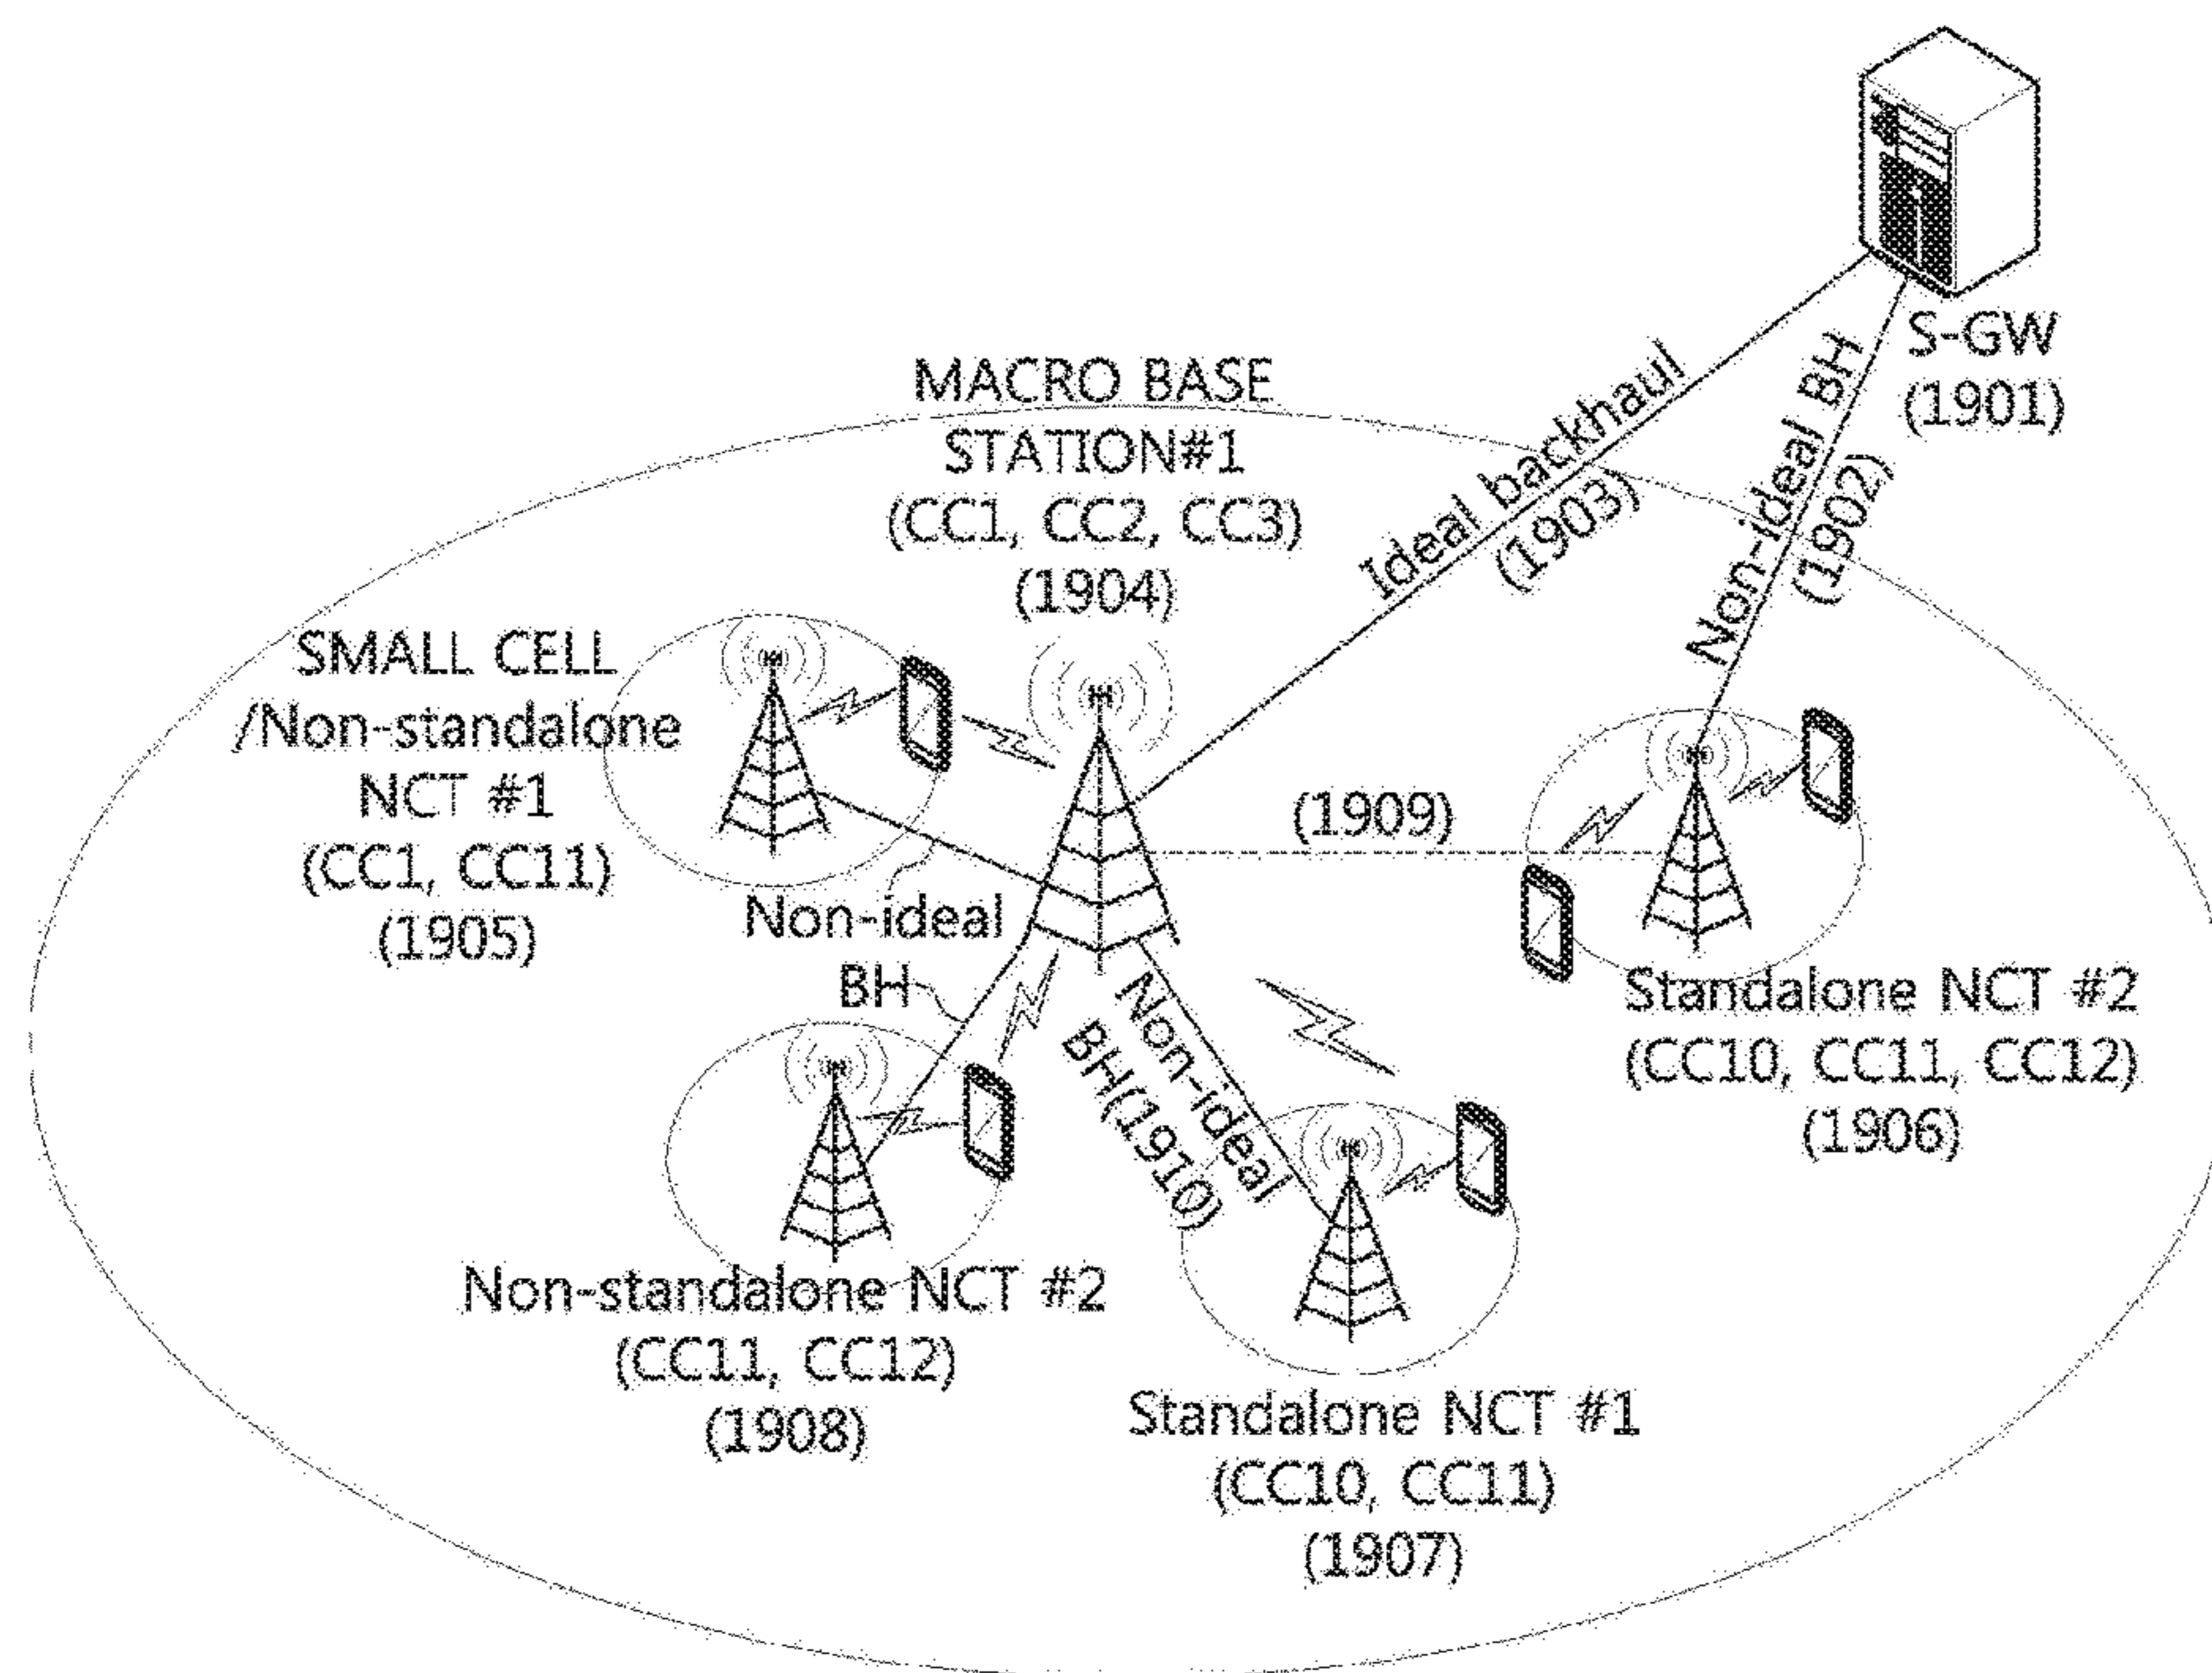 S-GW
(1901)
Non-ideal BH
(1902)
Ideal backhaul
(1903)
MACRO BASE
STATION#1
(CC1, CC2, CC3)
(1904)
SMALL CELL
/Non-standalone
NCT #1
(CC1, CC11)
(1905)
(1909)
Non-ideal
BH
Non-ideal
BH(1910)
Standalone NCT #2
(CC10, CC11, CC12)
(1906)
Non-standalone NCT #2
(CC11, CC12)
(1908)
Standalone NCT #1
(CC10, CC11)
(1907)